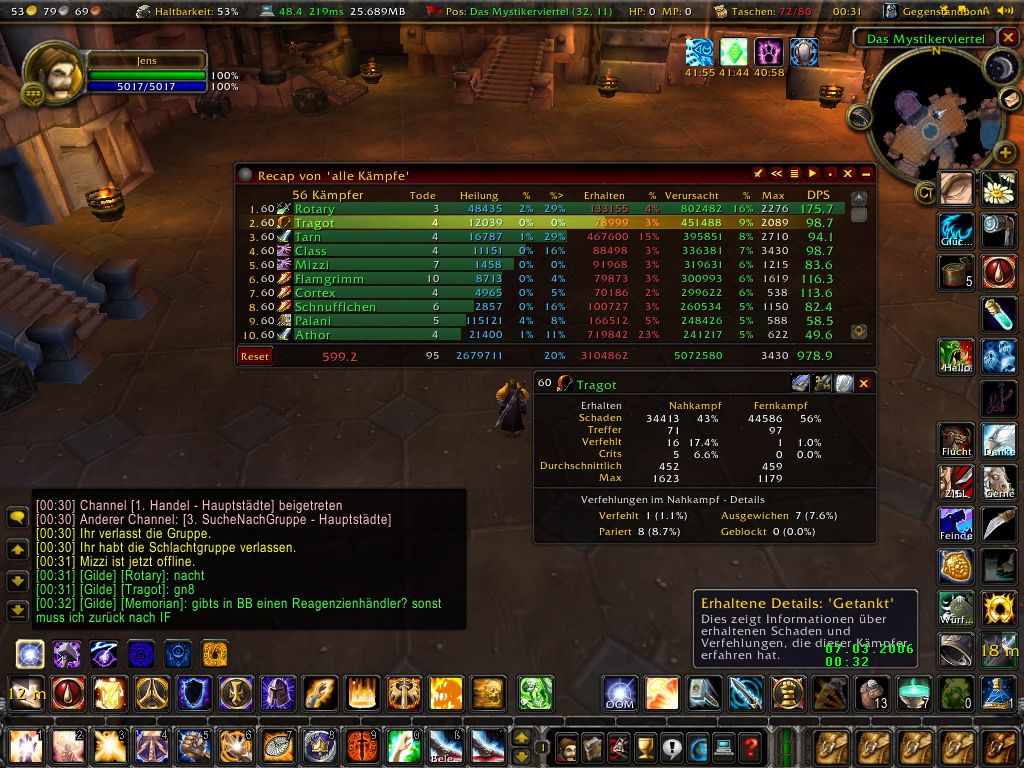 53 79 69 Haltbarkeit: 53% 48.4 219ms 25.689MB Pos: Das Mystikerviertel (32, 11) HP: 0 MP: 0 Taschen: 72/80 00:31
Das Mystikerviertel
N
Jens
100%
5017/5017 100%
zzz
41:55 41:44 40:58
CT
Recap von 'alle Kämpfe'
56 Kämpfer Tode Heilung % %> Erhalten % Verursacht % Max DPS
1. 60 Rotary 3 48435 2% 29% 133155 4% 802482 16% 2276 175.7
2. 60 Tragot 4 12039 0% 0% 78999 3% 451488 9% 2089 98.7
3. 60 Tarn 4 16787 1% 29% 467600 15% 395851 8% 2710 94.1
4. 60 Class 4 11151 0% 16% 88498 3% 336381 7% 3430 98.7
5. 60 Mizzi 7 1458 0% 0% 91968 3% 319631 6% 1215 83.6
6. 60 Flamgrimm 10 8713 0% 4% 79873 3% 300993 6% 1619 116.3
7. 60 Cortex 4 4965 0% 5% 70186 2% 299622 6% 538 113.6
8. 60 Schnufflchen 6 2857 0% 16% 100727 3% 260534 5% 1150 82.4
9. 60 Palani 5 115121 4% 8% 166512 5% 248426 5% 588 58.5
10. 60 Athor 4 21400 1% 11% 719842 23% 241217 5% 622 49.6
Reset 599.2 95 2679711 20% 3104862 5072580 3430 978.9
60 Tragot
Erhalten Nahkampf Fernkampf
Schaden 34413 43% 44586 56%
Treffer 71 97
Verfehlt 16 17.4% 1 1.0%
Crits 5 6.6% 0 0.0%
Durchschnittlich 452 459
Max 1623 1179
Verfehlungen im Nahkampf - Details
Verfehlt 1 (1.1%) Ausgewichen 7 (7.6%)
Pariert 8 (8.7%) Geblockt 0 (0.0%)
[00:30] Channel [1. Handel - Hauptstädte] beigetreten
[00:30] Anderer Channel: [3. SucheNachGruppe - Hauptstädte]
[00:30] Ihr verlasst die Gruppe.
[00:30] Ihr habt die Schlachtgruppe verlassen.
[00:31] Mizzi ist jetzt offline.
[00:31] [Gilde] [Rotary]: nacht
[00:31] [Gilde] [Tragot]: gn8
[00:32] [Gilde] [Memorian]: gibts in BB einen Reagenzienhändler? sonst
muss ich zurück nach IF
Erhaltene Details: 'Getankt'
Dies zeigt Informationen über
erhaltenen Schaden und
Verfehlungen, die dieser Kämpfer
erfahren hat.
07.03.2006
00:32
5
Hallo
Flucht Danke
ZIEL Gerne
Feinde
Würf...
18 m
12 m
OOM 13 7 0
Bele...